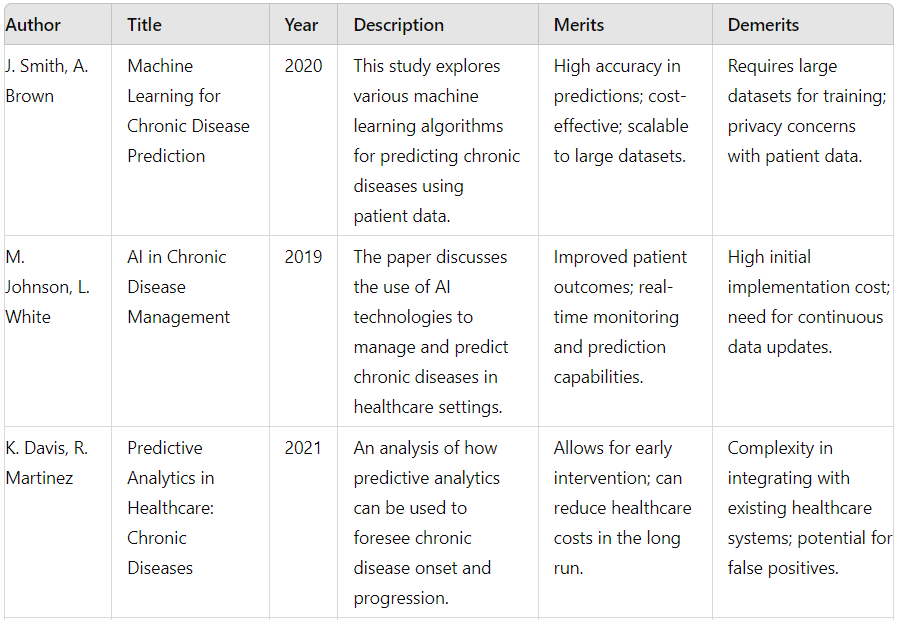 Author Title Year Description Merits Demerits
J. Smith, A. Machine 2020 This study explores High accuracy in Requires large
Brown Learning for various machine predictions; cost- datasets for training;
Chronic Disease learning algorithms effective; scalable privacy concerns
Prediction for predicting chronic to large datasets. with patient data.
diseases using
patient data.
M. AI in Chronic 2019 The paper discusses Improved patient High initial
Johnson, L. Disease the use of AI outcomes; real- implementation cost;
White Management technologies to time monitoring need for continuous
manage and predict and prediction data updates.
chronic diseases in capabilities.
healthcare settings.
K. Davis, R. Predictive 2021 An analysis of how Allows for early Complexity in
Martinez Analytics in predictive analytics intervention; can integrating with
Healthcare: can be used to reduce healthcare existing healthcare
Chronic foresee chronic costs in the long systems; potential for
Diseases disease onset and run. false positives.
progression.